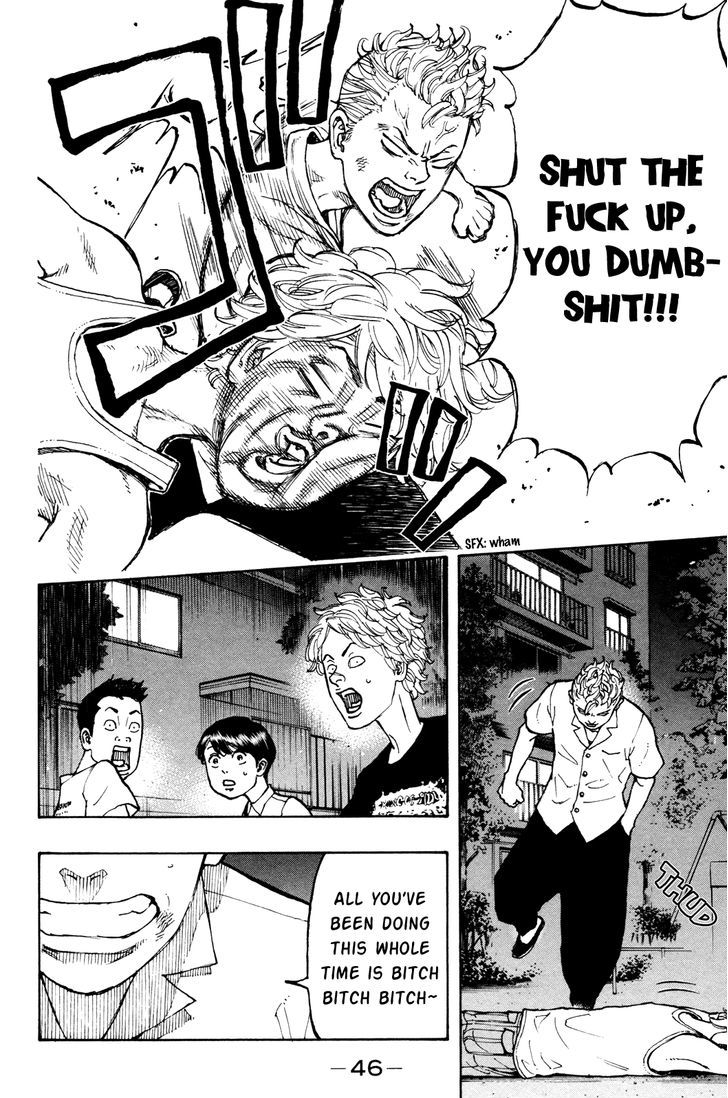 SHUT THE
FUCK UP,
YOU DUMB-
SHIT!!!
SFX: wham
THUD
ALL YOU'VE
BEEN DOING
THIS WHOLE
TIME IS BITCH
BITCH BITCH~
—46—